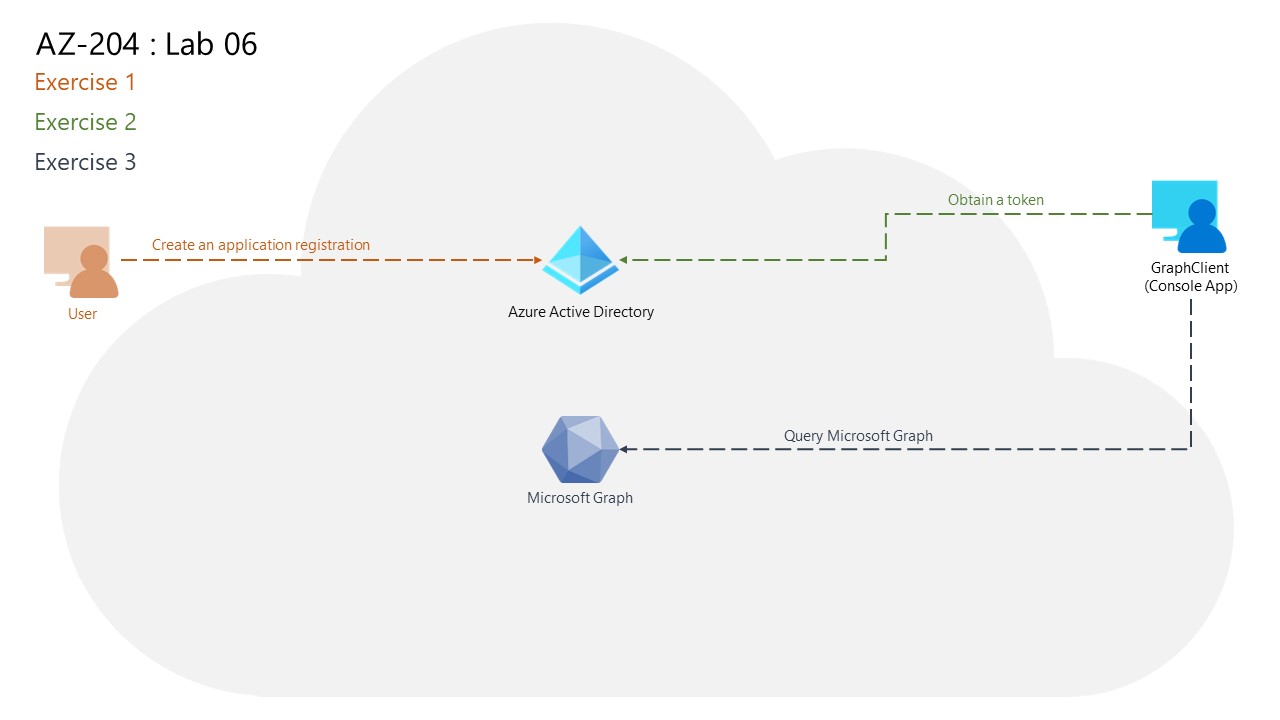 AZ-204 : Lab 06
Exercise 1
Exercise 2
Exercise 3
Obtain a token
Create an application registration
User
Azure Active Directory
GraphClient
(Console App)
Query Microsoft Graph
Microsoft Graph